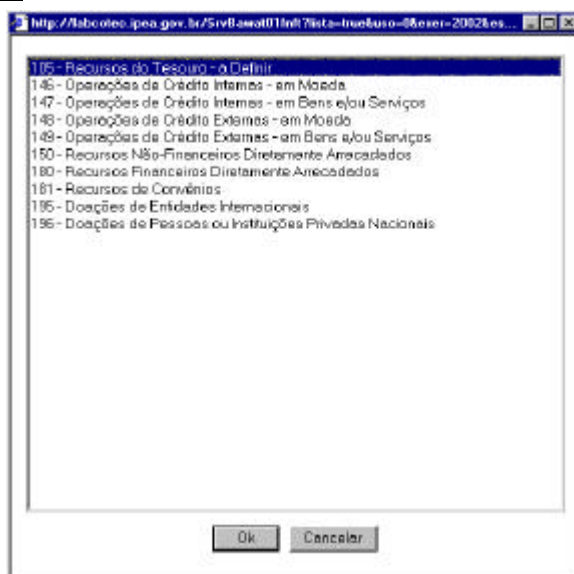 http://labcotec.ipea.gov.br/SrvBawat01Inft?lista=true&uso=0&exer=2002&es...
105 - Recursos do Tesouro - a Definir
146 - Operações de Crédito Internas - em Moeda
147 - Operações de Crédito Internas - em Bens e/ou Serviços
148 - Operações de Crédito Externas - em Moeda
149 - Operações de Crédito Externas - em Bens e/ou Serviços
150 - Recursos Não-Financeiros Diretamente Arrecadados
180 - Recursos Financeiros Diretamente Arrecadados
181 - Recursos de Convênios
195 - Doações de Entidades Internacionais
196 - Doações de Pessoas ou Instituições Privadas Nacionais
Ok Cancelar